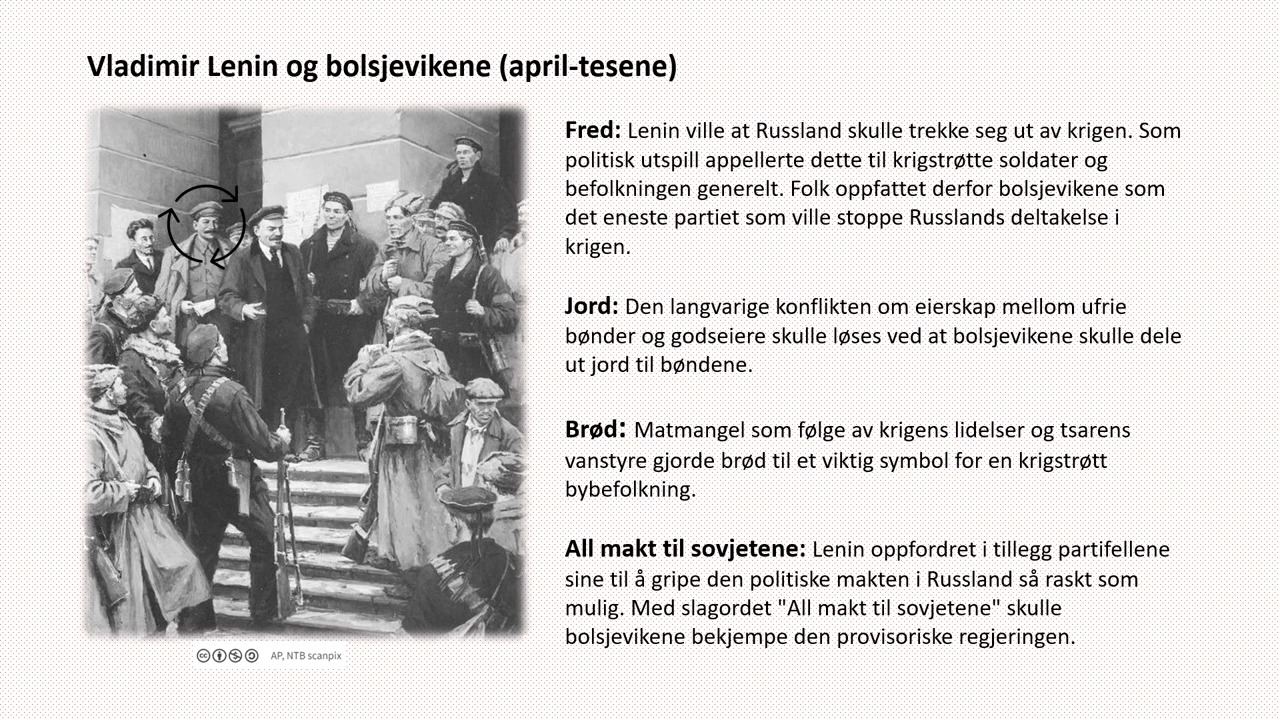 Vladimir Lenin og bolsjevikene (april-tesene)
Fred: Lenin ville at Russland skulle trekke seg ut av krigen. Som
politisk utspill appellerte dette til krigstrøtte soldater og
befolkningen generelt. Folk oppfattet derfor bolsjevikene som
det eneste partiet som ville stoppe Russlands deltakelse i
krigen.
Jord: Den langvarige konflikten om eierskap mellom ufrie
bønder og godseiere skulle løses ved at bolsjevikene skulle dele
ut jord til bøndene.
Brød: Matmangel som følge av krigens lidelser og tsarens
vanstyre gjorde brød til et viktig symbol for en krigstrøtt
bybefolkning.
All makt til sovjetene: Lenin oppfordret i tillegg partifellene
sine til å gripe den politiske makten i Russland så raskt som
mulig. Med slagordet "All makt til sovjetene" skulle
bolsjevikene bekjempe den provisoriske regjeringen.
cc AP, NTB scanpix